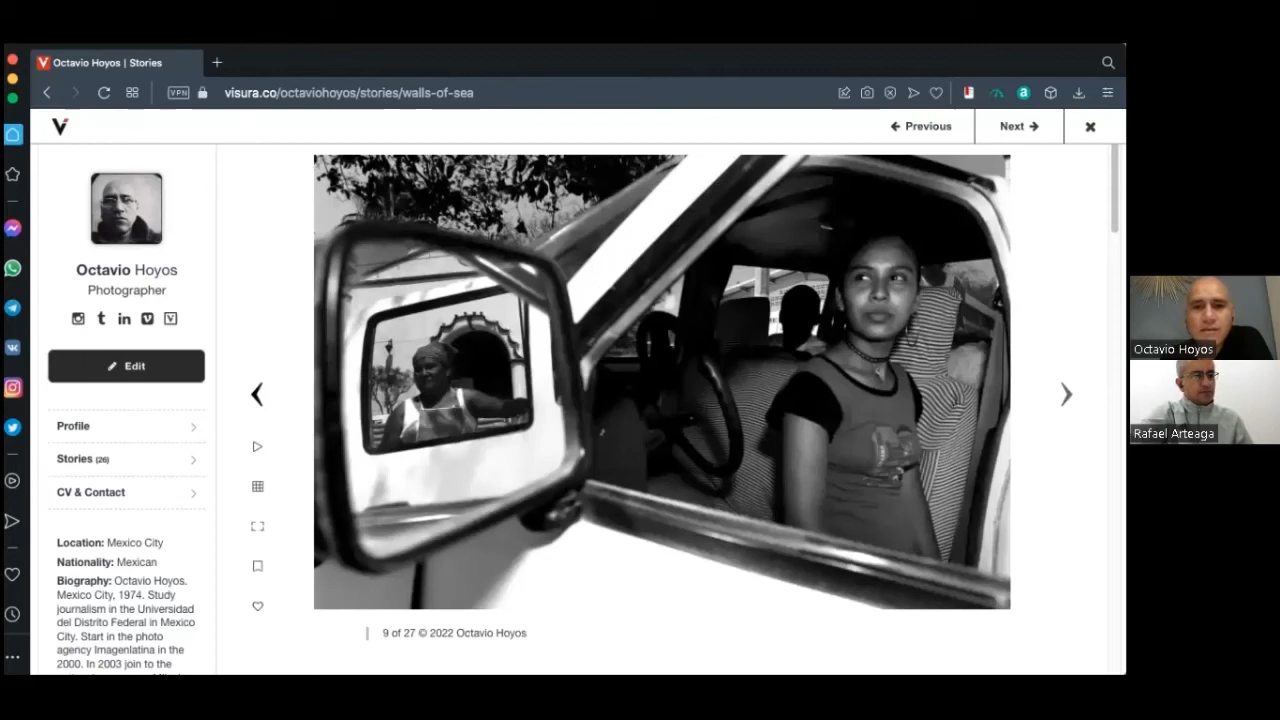 Octavio Hoyos | Stories
VPN
visura.co/octaviohoyos/stories/walls-of-sea
Previous
Next
Octavio Hoyos
Photographer
Edit
Profile
Stories (26)
CV & Contact
Location: Mexico City
Nationality: Mexican
Biography: Octavio Hoyos.
Mexico City, 1974. Study
journalism in the Universidad
del Distrito Federal in Mexico
City. Start in the photo
agency Imagenlatina in the
2000. In 2003 join to the
9 of 27 © 2022 Octavio Hoyos
Octavio Hoyos
Rafael Arteaga